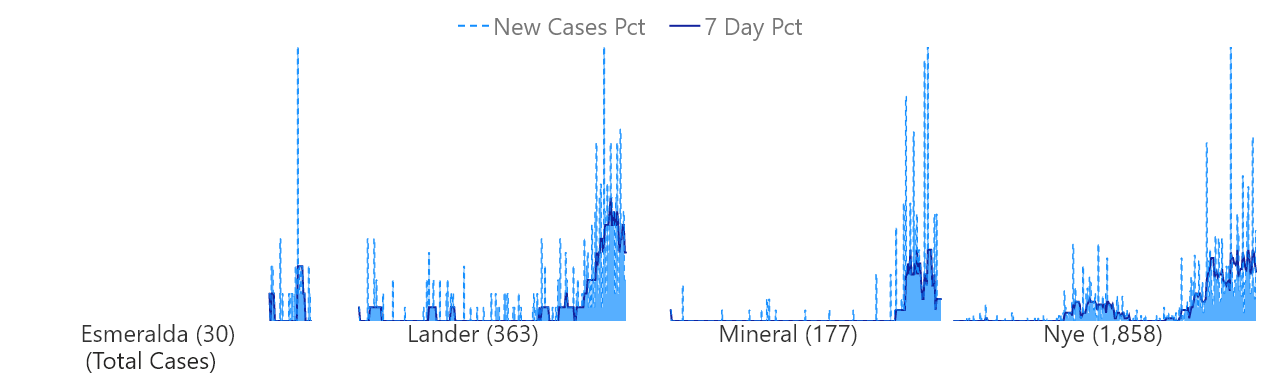 New Cases Pct 7 Day Pct
Esmeralda (30) Lander (363) Mineral (177) Nye (1,858)
(Total Cases)